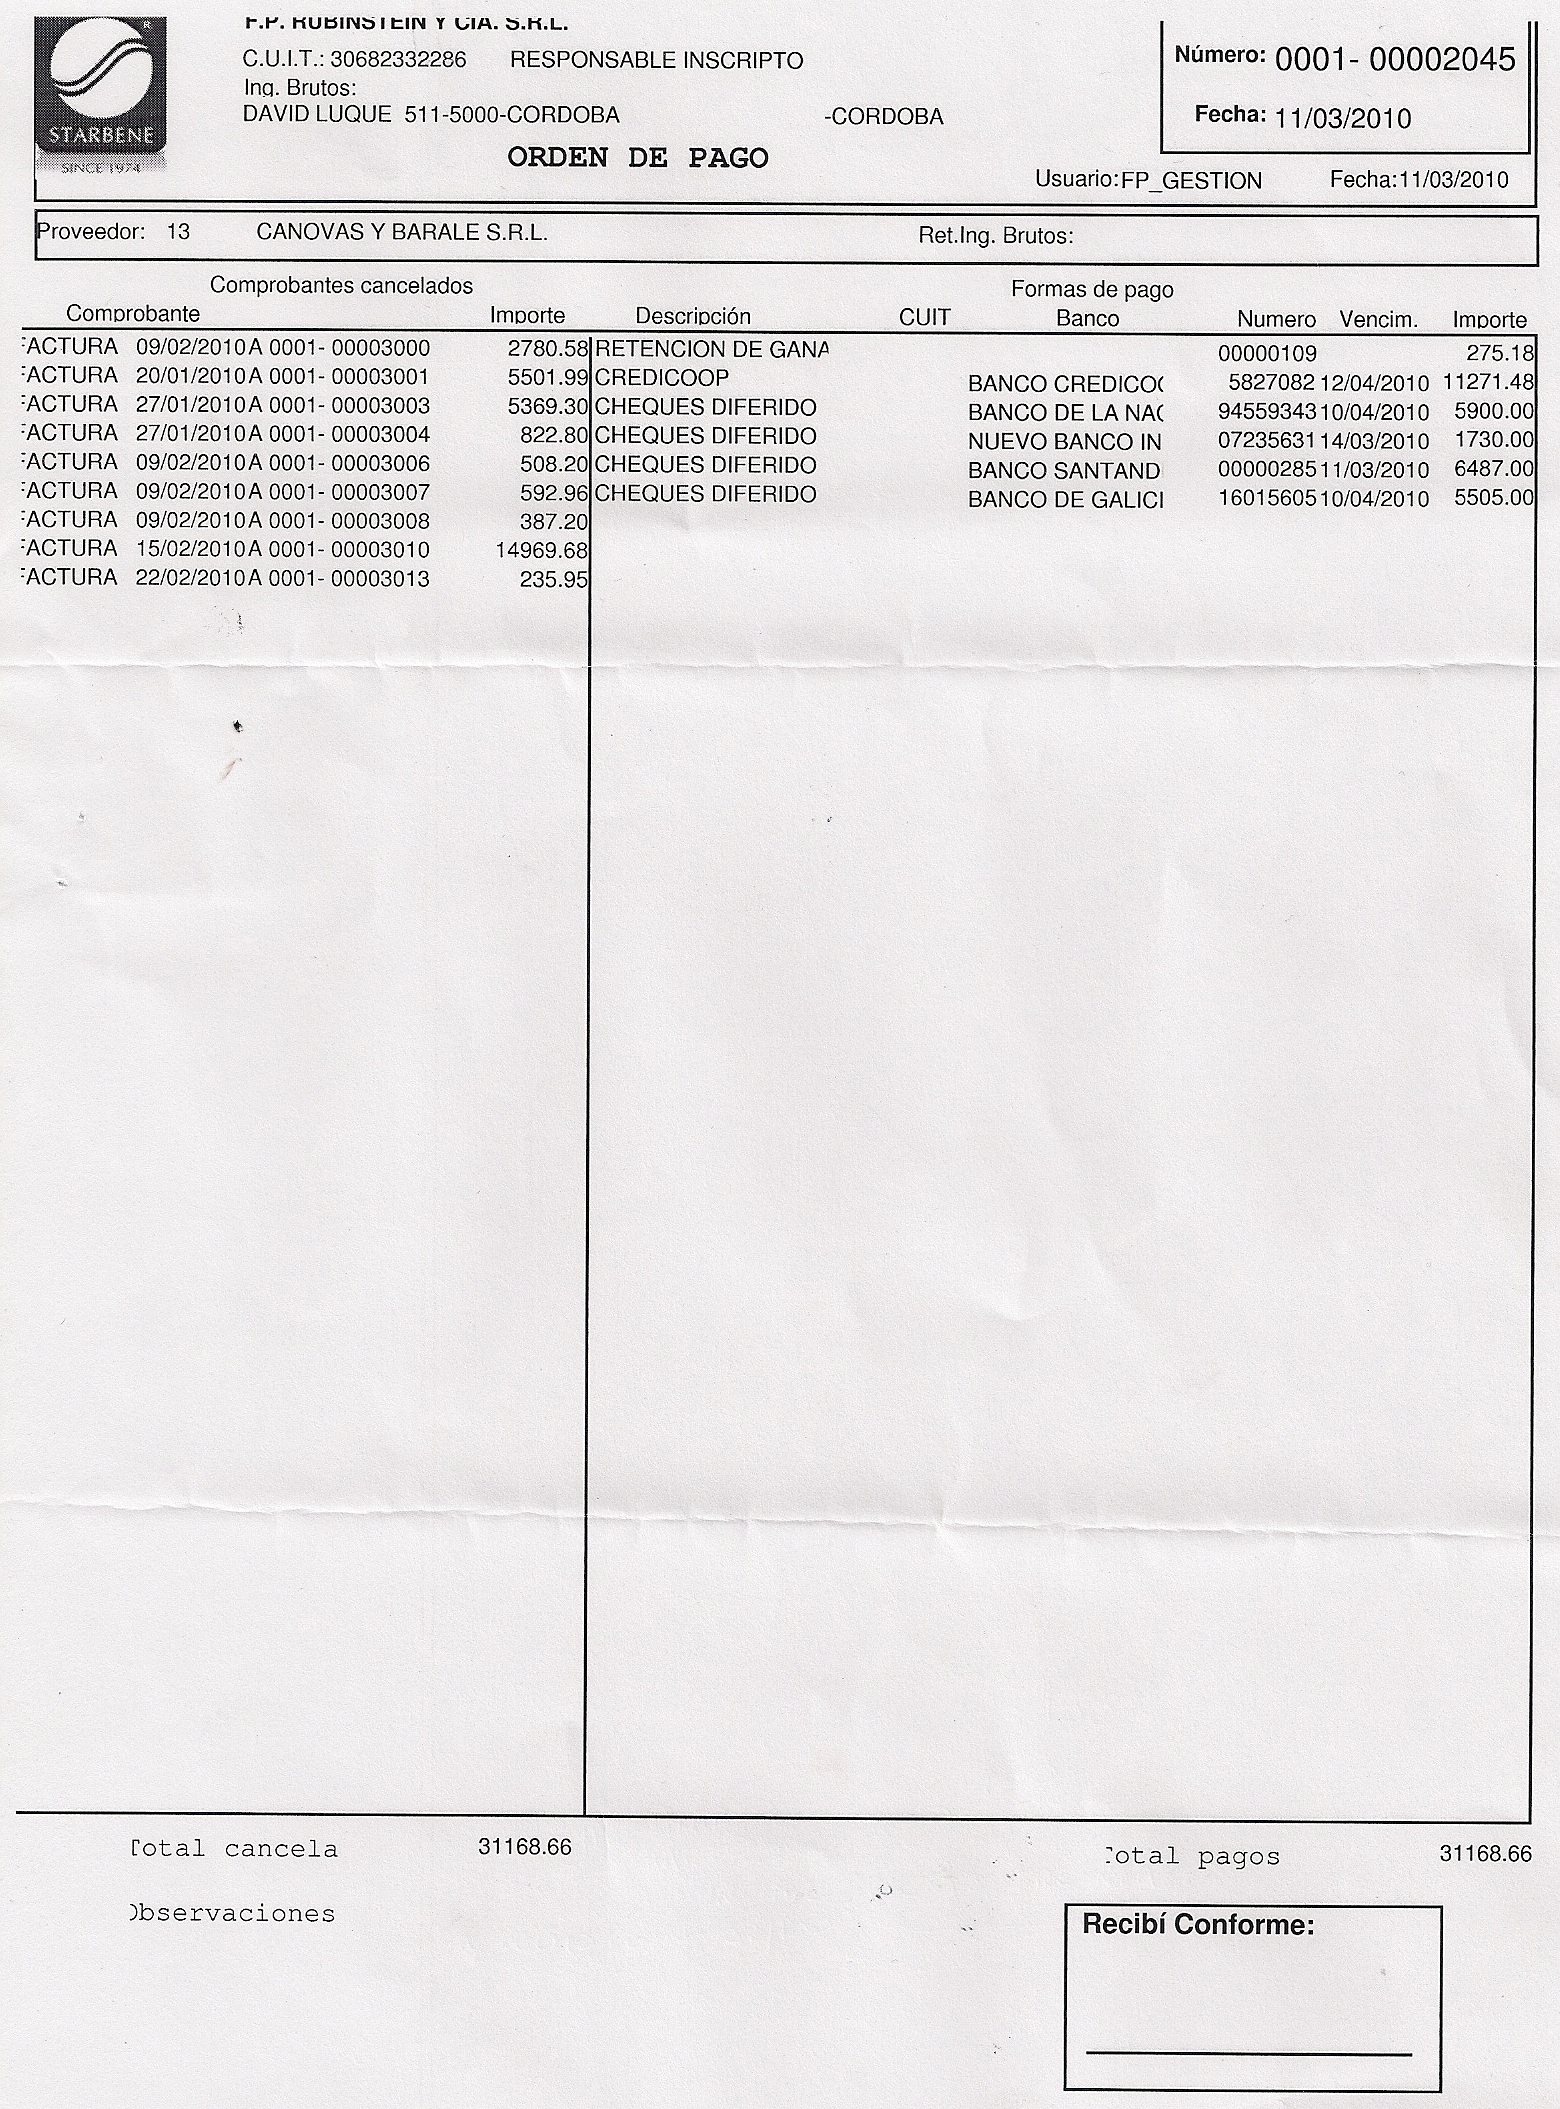 F.P. RUBINSTEIN Y CIA. S.R.L.
C.U.I.T.: 30682332286 RESPONSABLE INSCRIPTO
Ing. Brutos:
DAVID LUQUE 511-5000-CORDOBA -CORDOBA
STARBENE
SINCE 1974
ORDEN DE PAGO
Número: 0001- 00002045
Fecha: 11/03/2010
Usuario:FP_GESTION Fecha:11/03/2010
Proveedor: 13 CANOVAS Y BARALE S.R.L. Ret.Ing. Brutos:
Comprobantes cancelados Formas de pago
Comprobante Importe Descripción CUIT Banco Numero Vencim. Importe
FACTURA 09/02/2010 A 0001- 00003000 2780.58 RETENCION DE GANA 00000109 275.18
FACTURA 20/01/2010 A 0001- 00003001 5501.99 CREDICOOP BANCO CREDICO( 5827082 12/04/2010 11271.48
FACTURA 27/01/2010 A 0001- 00003003 5369.30 CHEQUES DIFERIDO BANCO DE LA NA( 94559343 10/04/2010 5900.00
FACTURA 27/01/2010 A 0001- 00003004 822.80 CHEQUES DIFERIDO NUEVO BANCO IN 07235631 14/03/2010 1730.00
FACTURA 09/02/2010 A 0001- 00003006 508.20 CHEQUES DIFERIDO BANCO SANTAND 00000285 11/03/2010 6487.00
FACTURA 09/02/2010 A 0001- 00003007 592.96 CHEQUES DIFERIDO BANCO DE GALICI 16015605 10/04/2010 5505.00
FACTURA 09/02/2010 A 0001- 00003008 387.20
FACTURA 15/02/2010 A 0001- 00003010 14969.68
FACTURA 22/02/2010 A 0001- 00003013 235.95
Total cancela 31168.66 Total pagos 31168.66
Observaciones
Recibí Conforme: